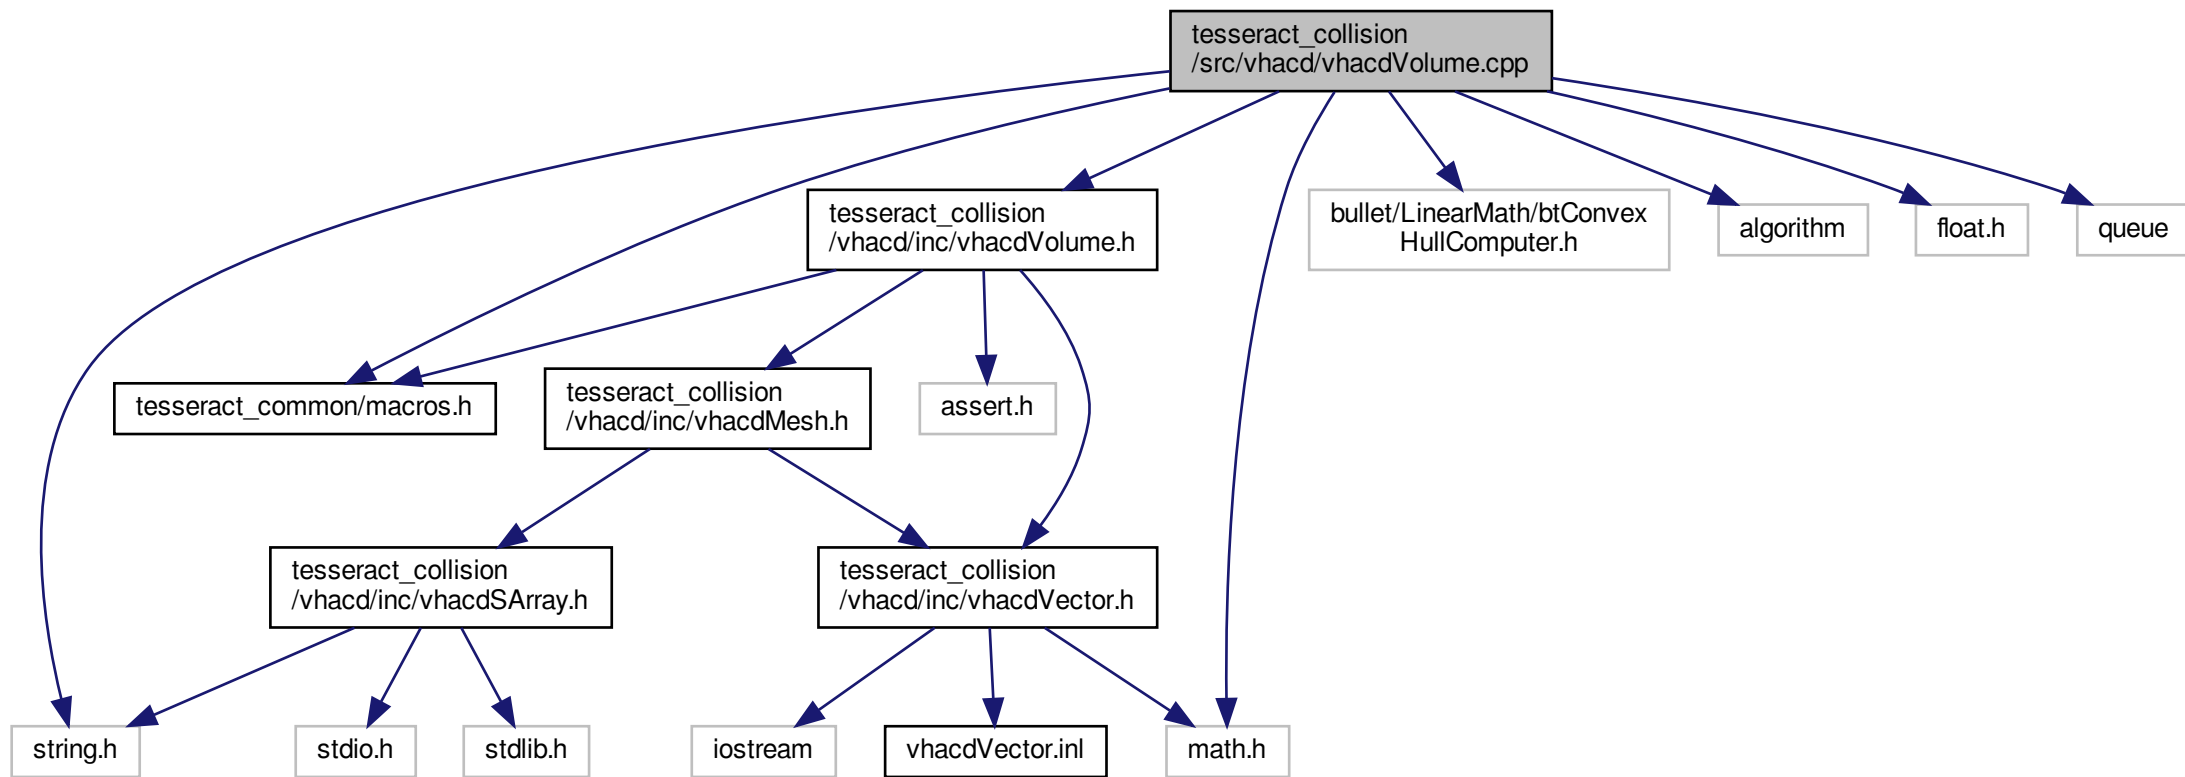 tesseract_collision
/src/vhacd/vhacdVolume.cpp
tesseract_collision
/vhacd/inc/vhacdVolume.h
bullet/LinearMath/btConvex
HullComputer.h
algorithm
float.h
queue
tesseract_common/macros.h
tesseract_collision
/vhacd/inc/vhacdMesh.h
assert.h
tesseract_collision
/vhacd/inc/vhacdSArray.h
tesseract_collision
/vhacd/inc/vhacdVector.h
string.h
stdio.h
stdlib.h
iostream
vhacdVector.inl
math.h